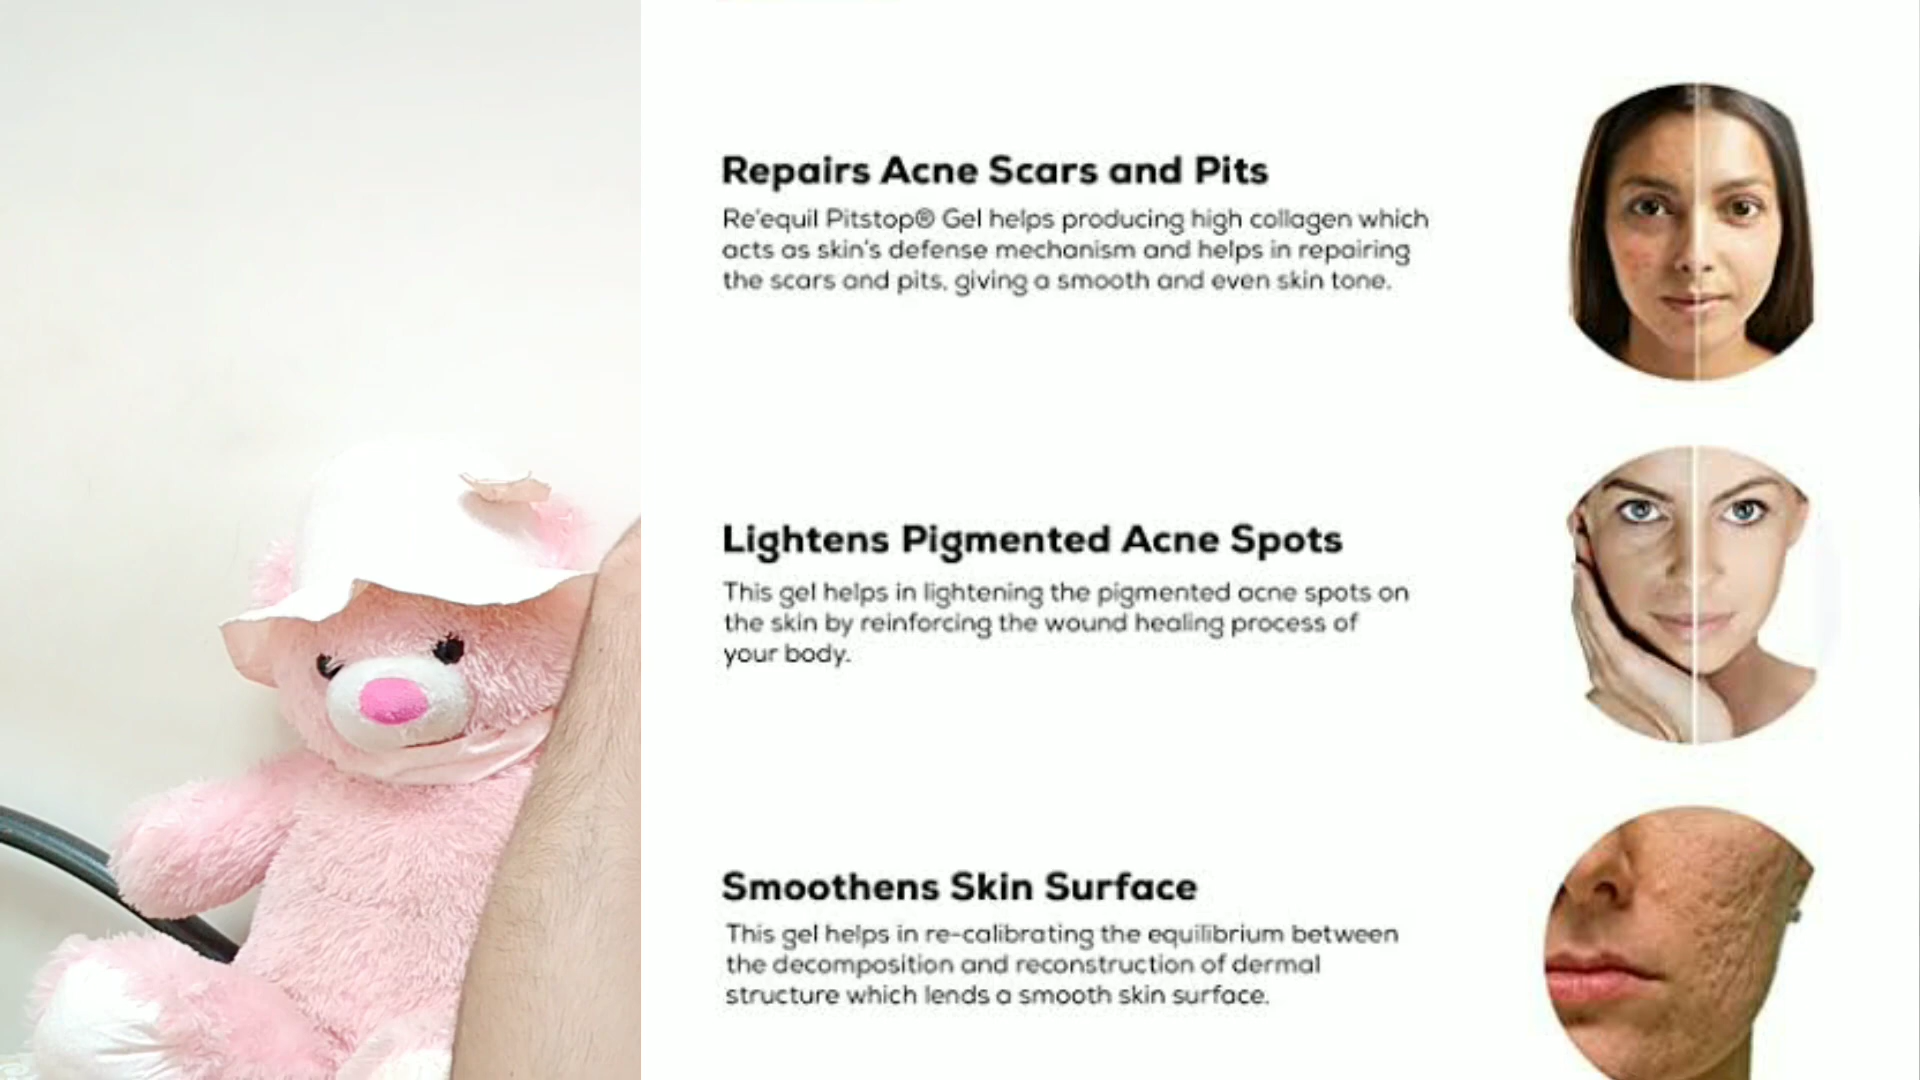 Repairs Acne Scars and Pits
Re'equil Pitstop® Gel helps producing high collagen which
acts as skin's defense mechanism and helps in repairing
the scars and pits, giving a smooth and even skin tone.
Lightens Pigmented Acne Spots
This gel helps in lightening the pigmented acne spots on
the skin by reinforcing the wound healing process of
your body.
Smoothens Skin Surface
This gel helps in re-calibrating the equilibrium between
the decomposition and reconstruction of dermal
structure which lends a smooth skin surface.